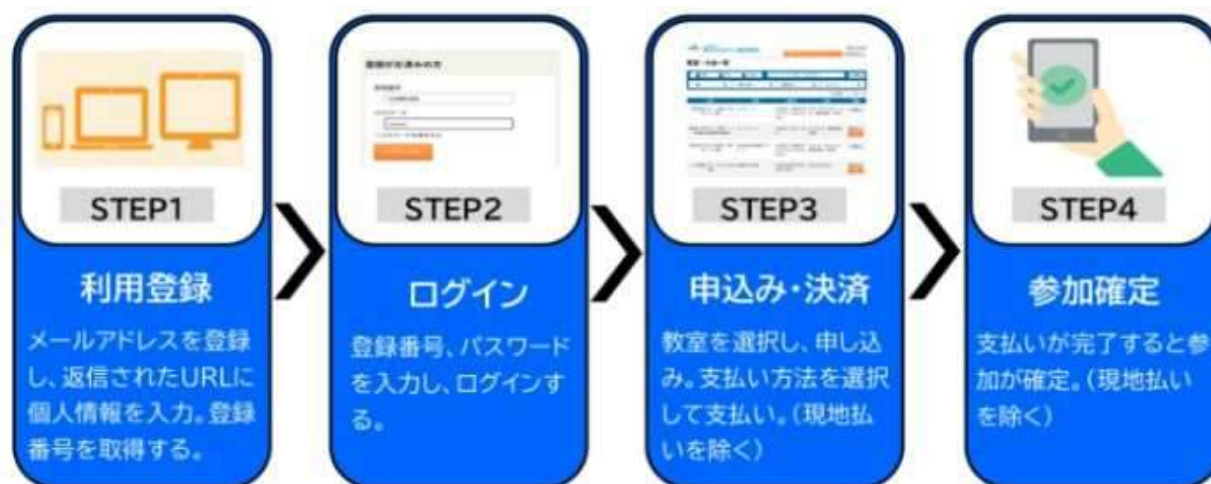 STEP1
利用登録
メールアドレスを登録
し、返信されたURLに
個人情報を入力。登録
番号を取得する。
STEP2
ログイン
登録番号、パスワード
を入力し、ログインす
る。
STEP3
申込み・決済
教室を選択し、申し込
み。支払い方法を選択
して支払い。(現地払
いを除く)
STEP4
参加確定
支払いが完了すると参
加が確定。(現地払い
を除く)